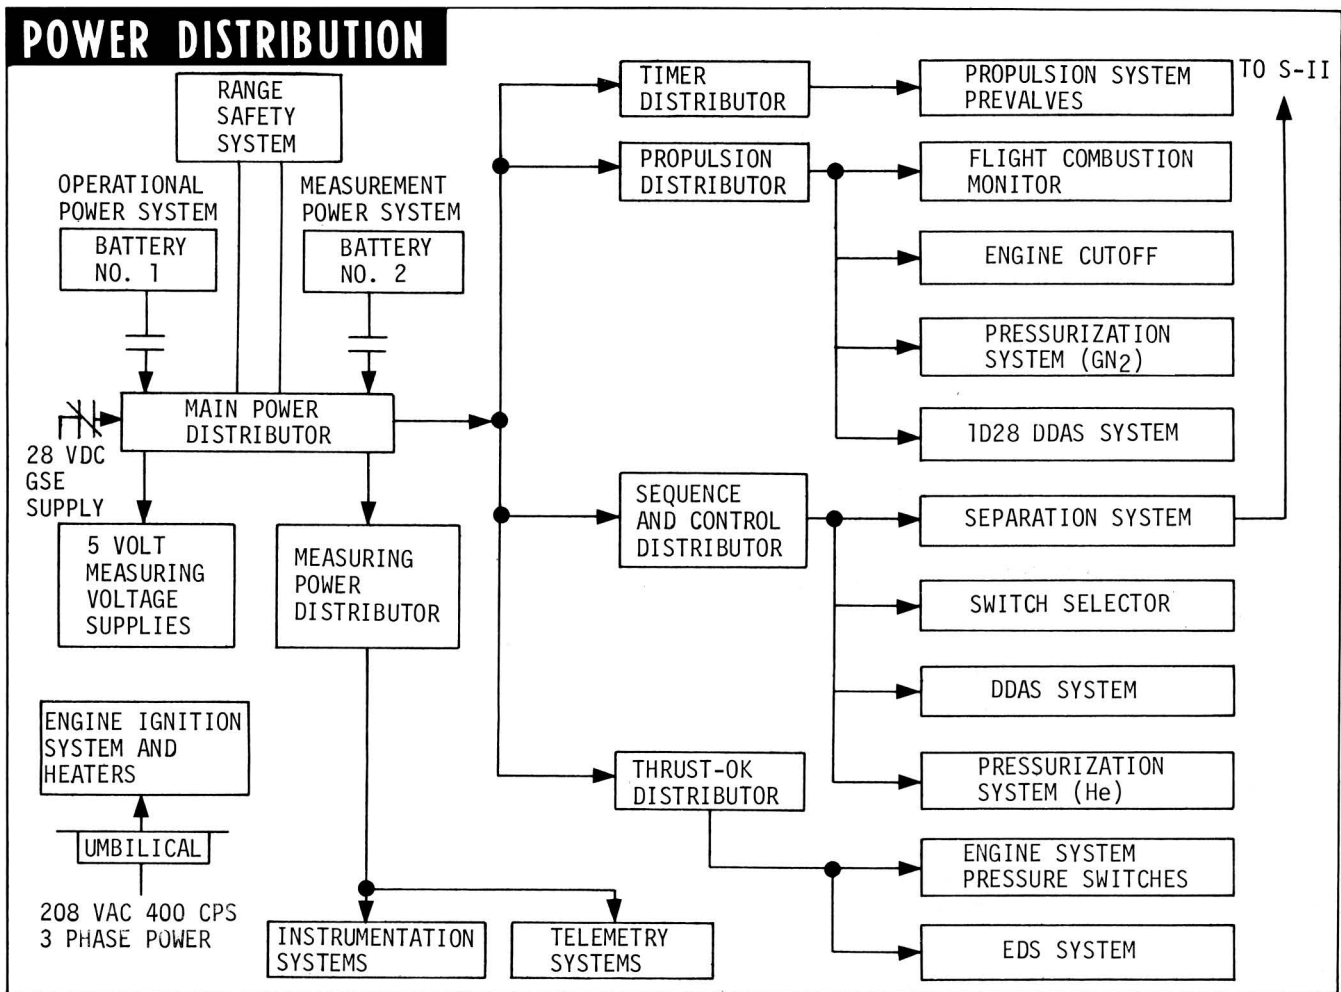 POWER DISTRIBUTION
RANGE
SAFETY
SYSTEM
OPERATIONAL
POWER SYSTEM
BATTERY
NO. 1
MEASUREMENT
POWER SYSTEM
BATTERY
NO. 2
MAIN POWER
DISTRIBUTOR
28 VDC
GSE
SUPPLY
5 VOLT
MEASURING
VOLTAGE
SUPPLIES
MEASURING
POWER
DISTRIBUTOR
ENGINE IGNITION
SYSTEM AND
HEATERS
UMBILICAL
208 VAC 400 CPS
3 PHASE POWER
INSTRUMENTATION
SYSTEMS
TELEMETRY
SYSTEMS
TIMER
DISTRIBUTOR
PROPULSION
DISTRIBUTOR
SEQUENCE
AND CONTROL
DISTRIBUTOR
THRUST-OK
DISTRIBUTOR
PROPULSION SYSTEM
PREVALVES
TO S-II
FLIGHT COMBUSTION
MONITOR
ENGINE CUTOFF
PRESSURIZATION
SYSTEM (GN2)
1D28 DDAS SYSTEM
SEPARATION SYSTEM
SWITCH SELECTOR
DDAS SYSTEM
PRESSURIZATION
SYSTEM (He)
ENGINE SYSTEM
PRESSURE SWITCHES
EDS SYSTEM